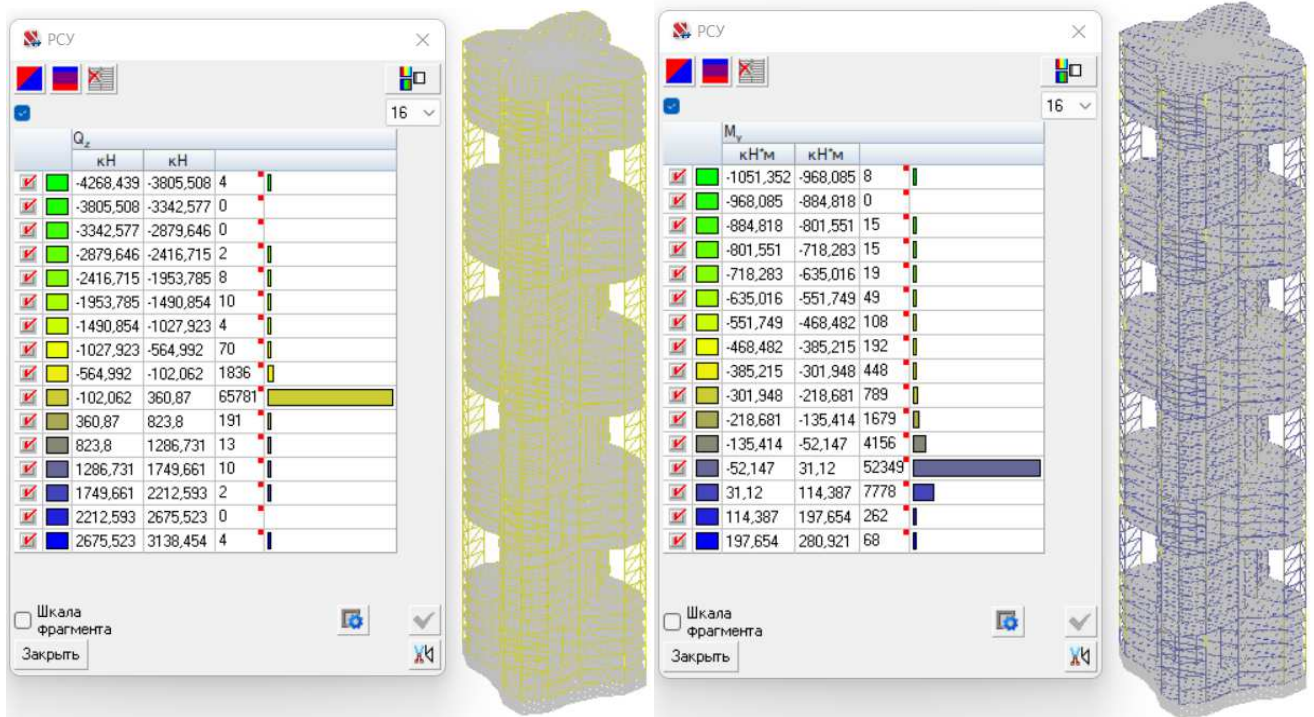 РСУ
16
Qz
кН кН
-4268,439 -3805,508 4
-3805,508 -3342,577 0
-3342,577 -2879,646 0
-2879,646 -2416,715 2
-2416,715 -1953,785 8
-1953,785 -1490,854 10
-1490,854 -1027,923 4
-1027,923 -564,992 70
-564,992 -102,062 1836
-102,062 360,87 65781
360,87 823,8 191
823,8 1286,731 13
1286,731 1749,661 10
1749,661 2212,593 2
2212,593 2675,523 0
2675,523 3138,454 4
Шкала
фрагмента
Закрыть
РСУ
16
My
кН*м кН*м
-1051,352 -968,085 8
-968,085 -884,818 0
-884,818 -801,551 15
-801,551 -718,283 15
-718,283 -635,016 19
-635,016 -551,749 49
-551,749 -468,482 108
-468,482 -385,215 192
-385,215 -301,948 448
-301,948 -218,681 789
-218,681 -135,414 1679
-135,414 -52,147 4156
-52,147 31,12 52349
31,12 114,387 7778
114,387 197,654 262
197,654 280,921 68
Шкала
фрагмента
Закрыть